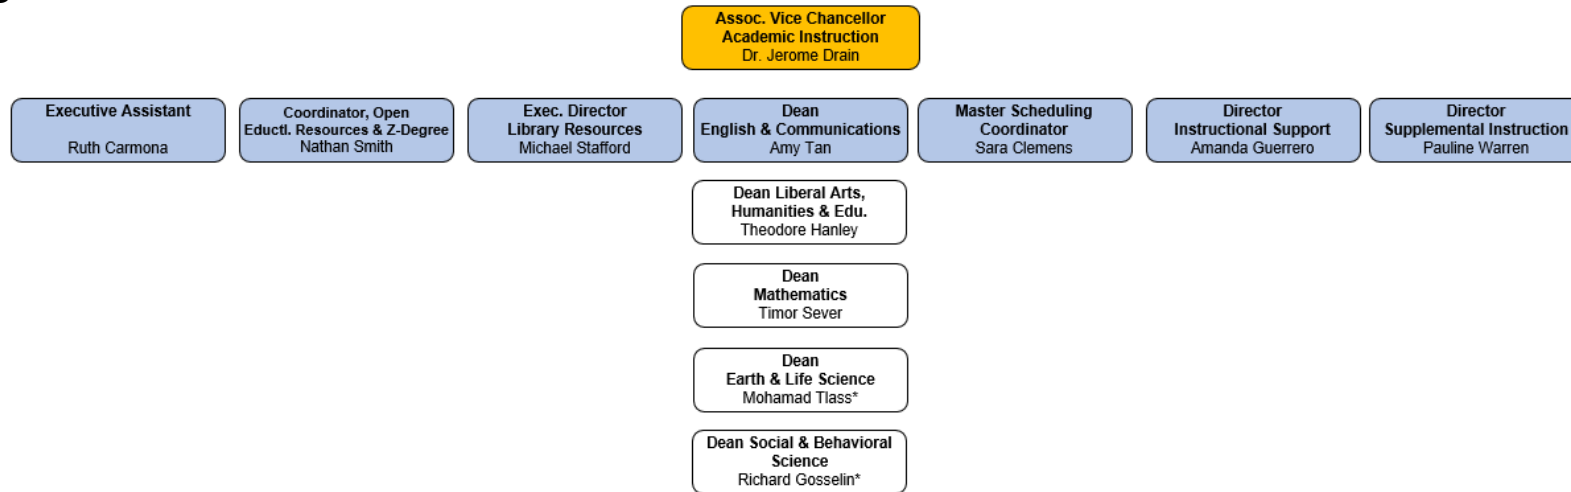 Assoc. Vice Chancellor
Academic Instruction
Dr. Jerome Drain
Executive Assistant
Ruth Carmona
Coordinator, Open
Eductl. Resources & Z-Degree
Nathan Smith
Exec. Director
Library Resources
Michael Stafford
Dean
English & Communications
Amy Tan
Master Scheduling
Coordinator
Sara Clemens
Director
Instructional Support
Amanda Guerrero
Director
Supplemental Instruction
Pauline Warren
Dean Liberal Arts,
Humanities & Edu.
Theodore Hanley
Dean
Mathematics
Timor Sever
Dean
Earth & Life Science
Mohamad Tlass*
Dean Social & Behavioral
Science
Richard Gosselin*